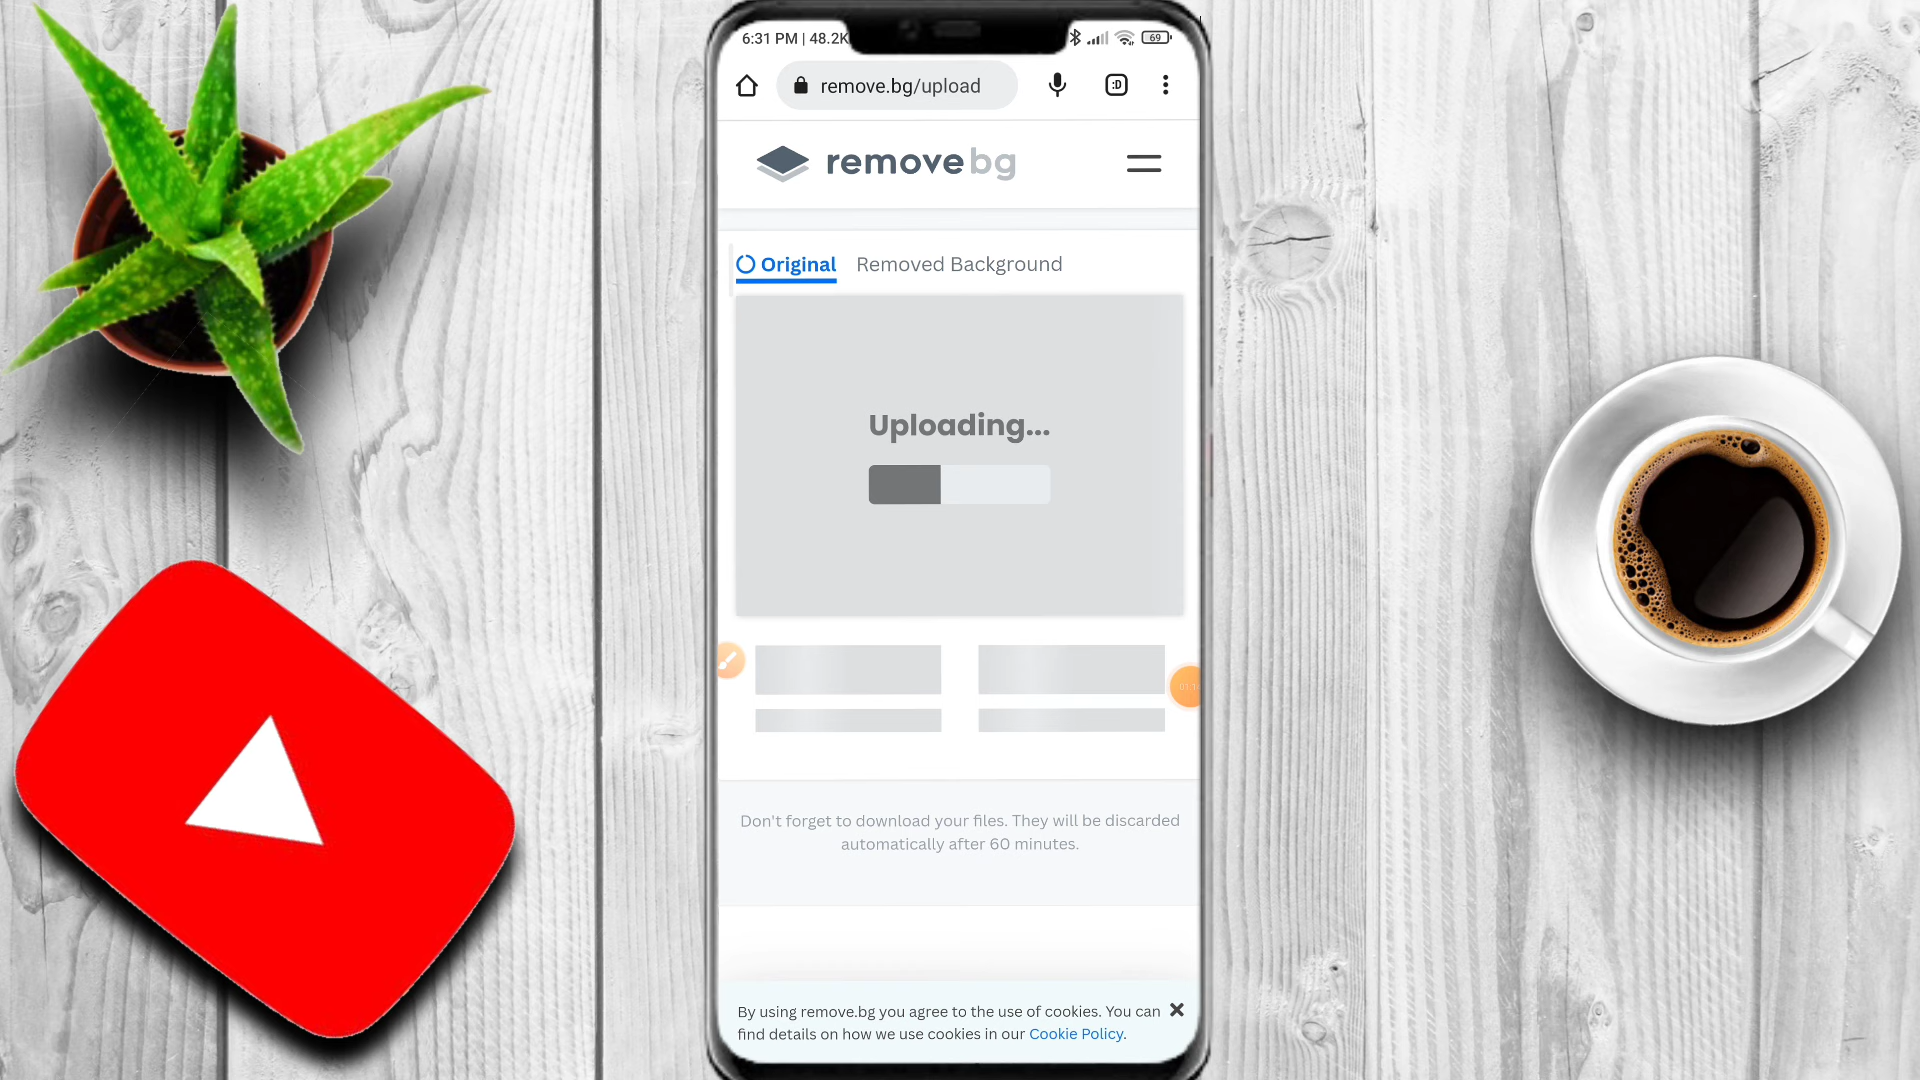 6:31 PM | 48.2K
69
remove.bg/upload
:D
removebg
Original
Removed Background
Uploading...
Don't forget to download your files. They will be discarded
automatically after 60 minutes.
By using remove.bg you agree to the use of cookies. You can
find details on how we use cookies in our Cookie Policy.